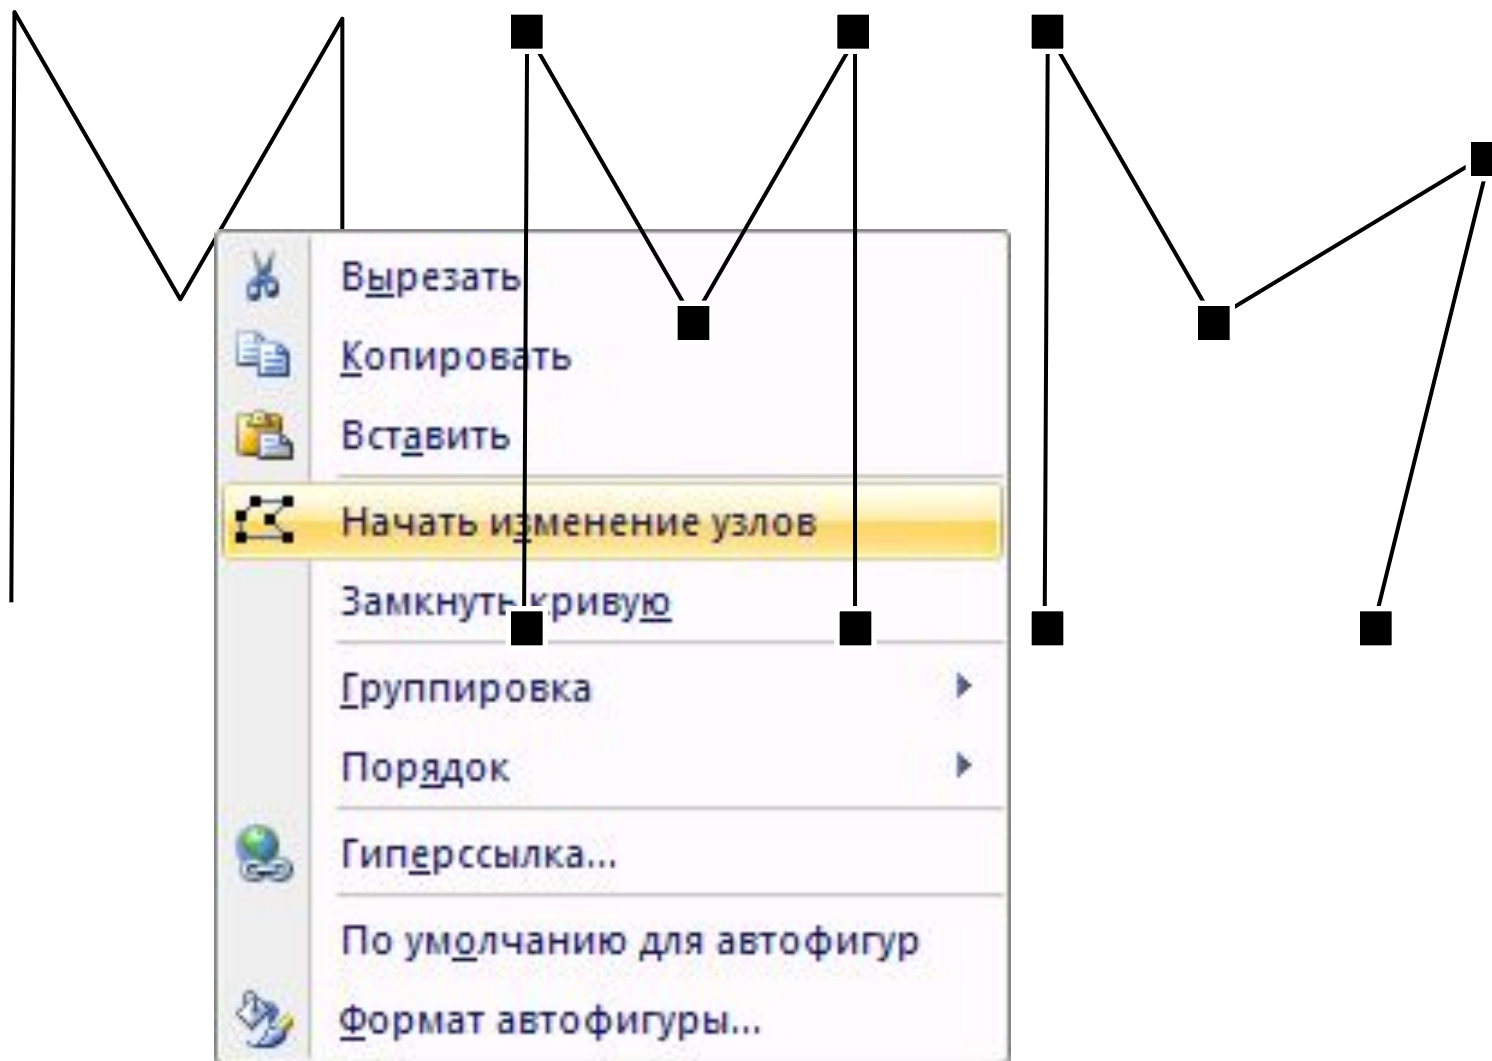 Вырезать
Копировать
Вставить
Начать изменение узлов
Замкнуть кривую
Группировка
Порядок
Гиперссылка...
По умолчанию для автофигур
Формат автофигуры...